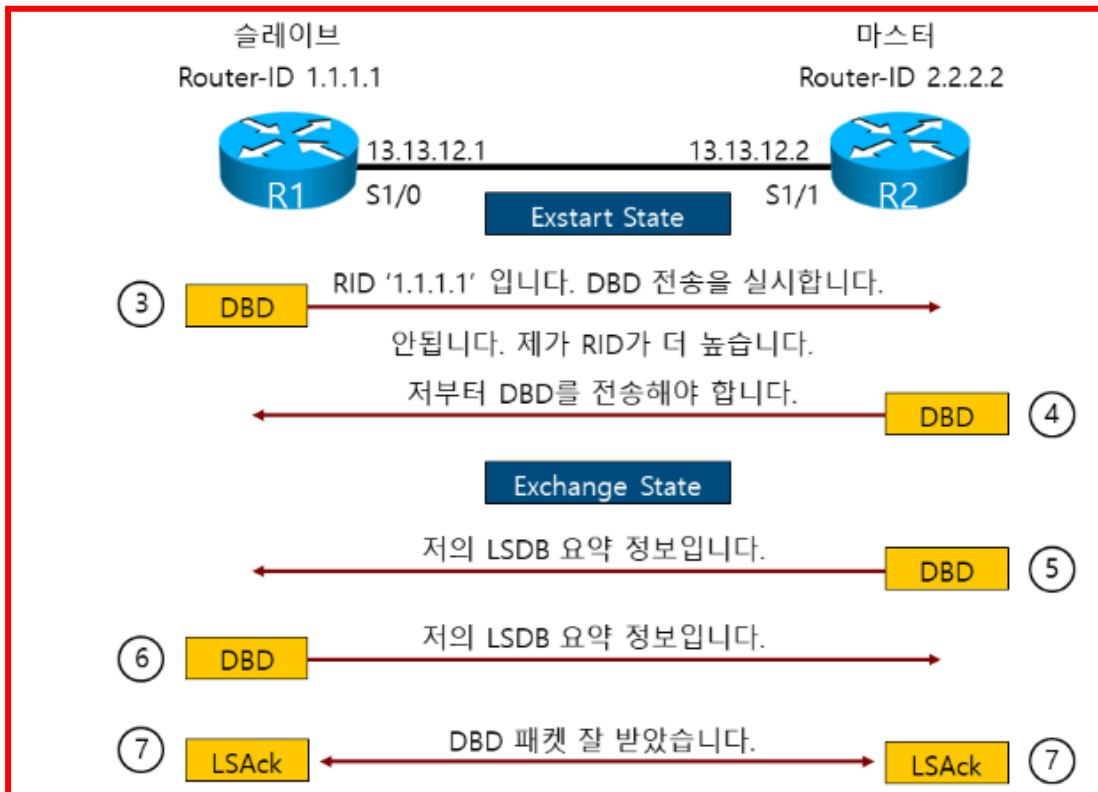 슬레이브
마스터
Router-ID 1.1.1.1
Router-ID 2.2.2.2
13.13.12.1
13.13.12.2
R1
S1/0
S1/1
R2
Exstart State
RID '1.1.1.1' 입니다. DBD 전송을 실시합니다.
③
DBD
안됩니다. 제가 RID가 더 높습니다.
저부터 DBD를 전송해야 합니다.
DBD
④
Exchange State
저의 LSDB 요약 정보입니다.
DBD
⑤
저의 LSDB 요약 정보입니다.
⑥
DBD
DBD 패킷 잘 받았습니다.
⑦
LSAck
LSAck
⑦